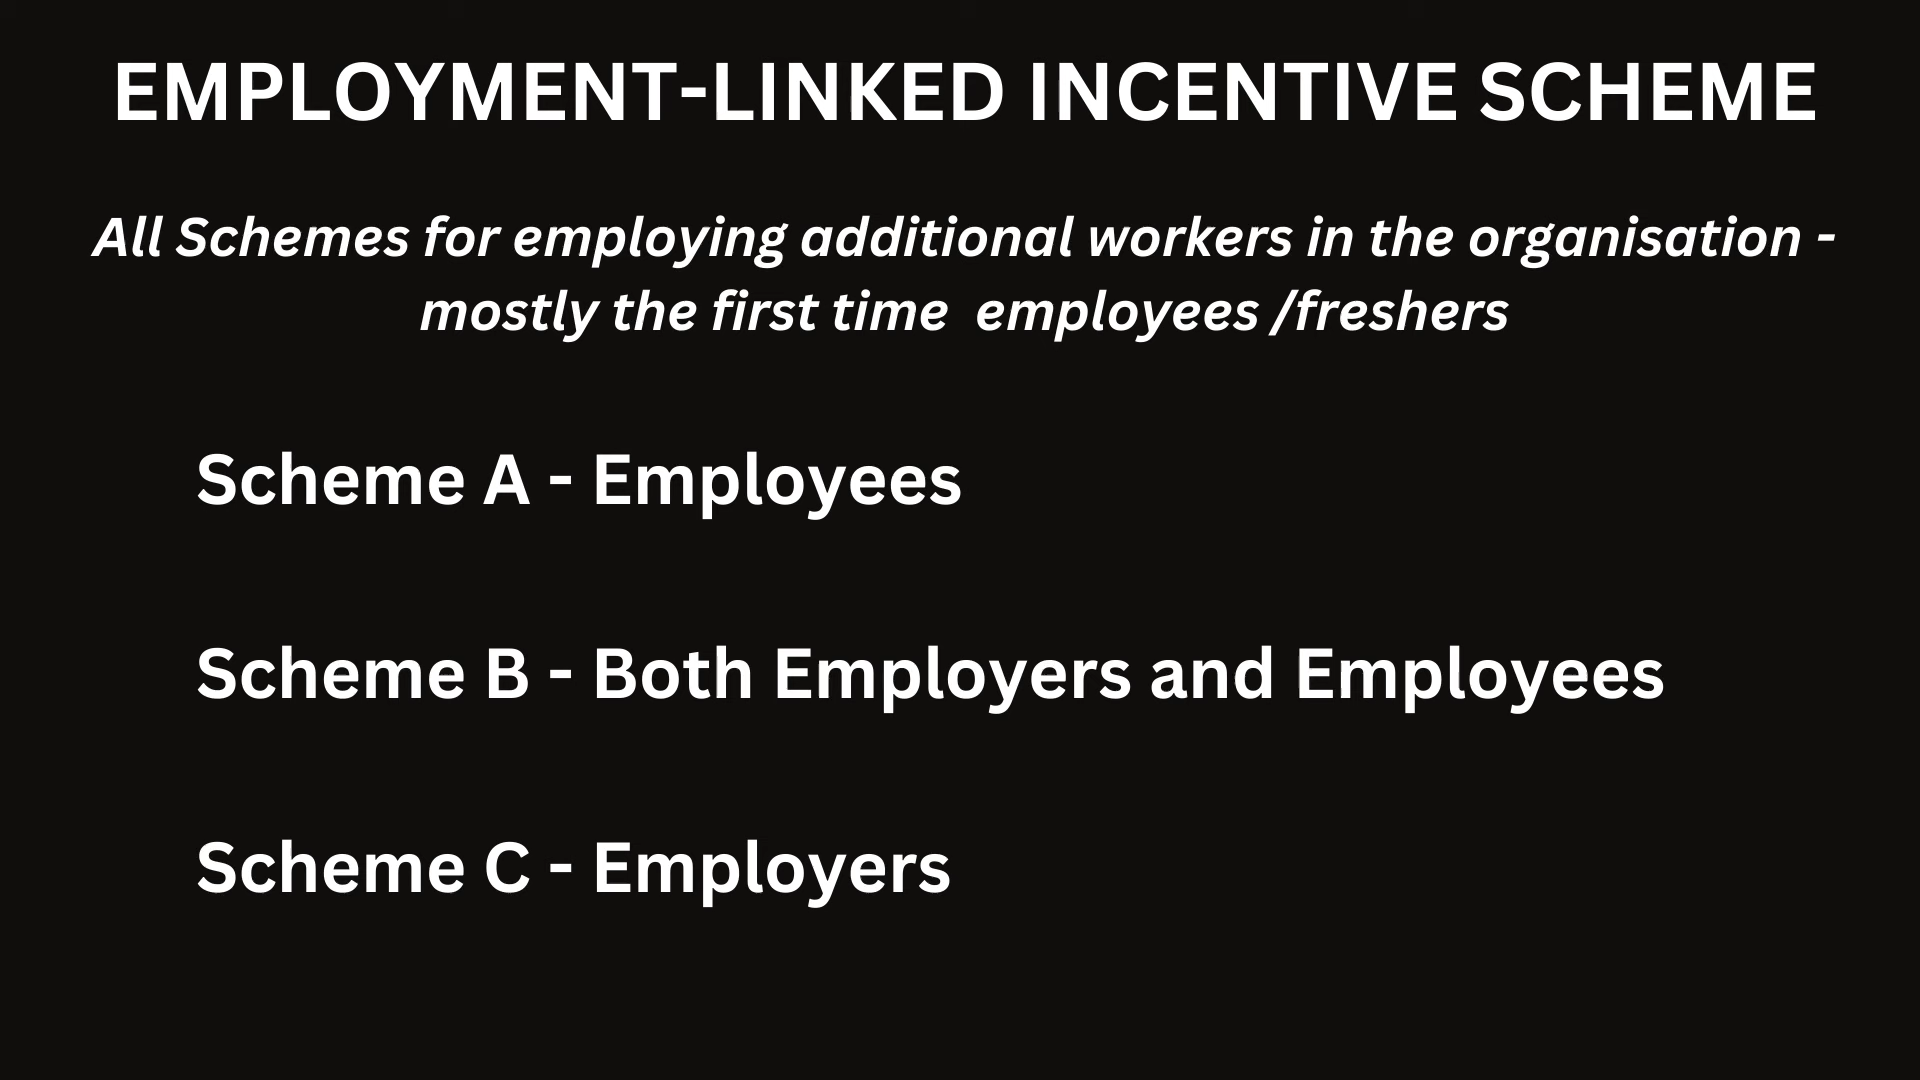 EMPLOYMENT-LINKED INCENTIVE SCHEME
All Schemes for employing additional workers in the organisation -
mostly the first time  employees /freshers
Scheme A - Employees
Scheme B - Both Employers and Employees
Scheme C - Employers